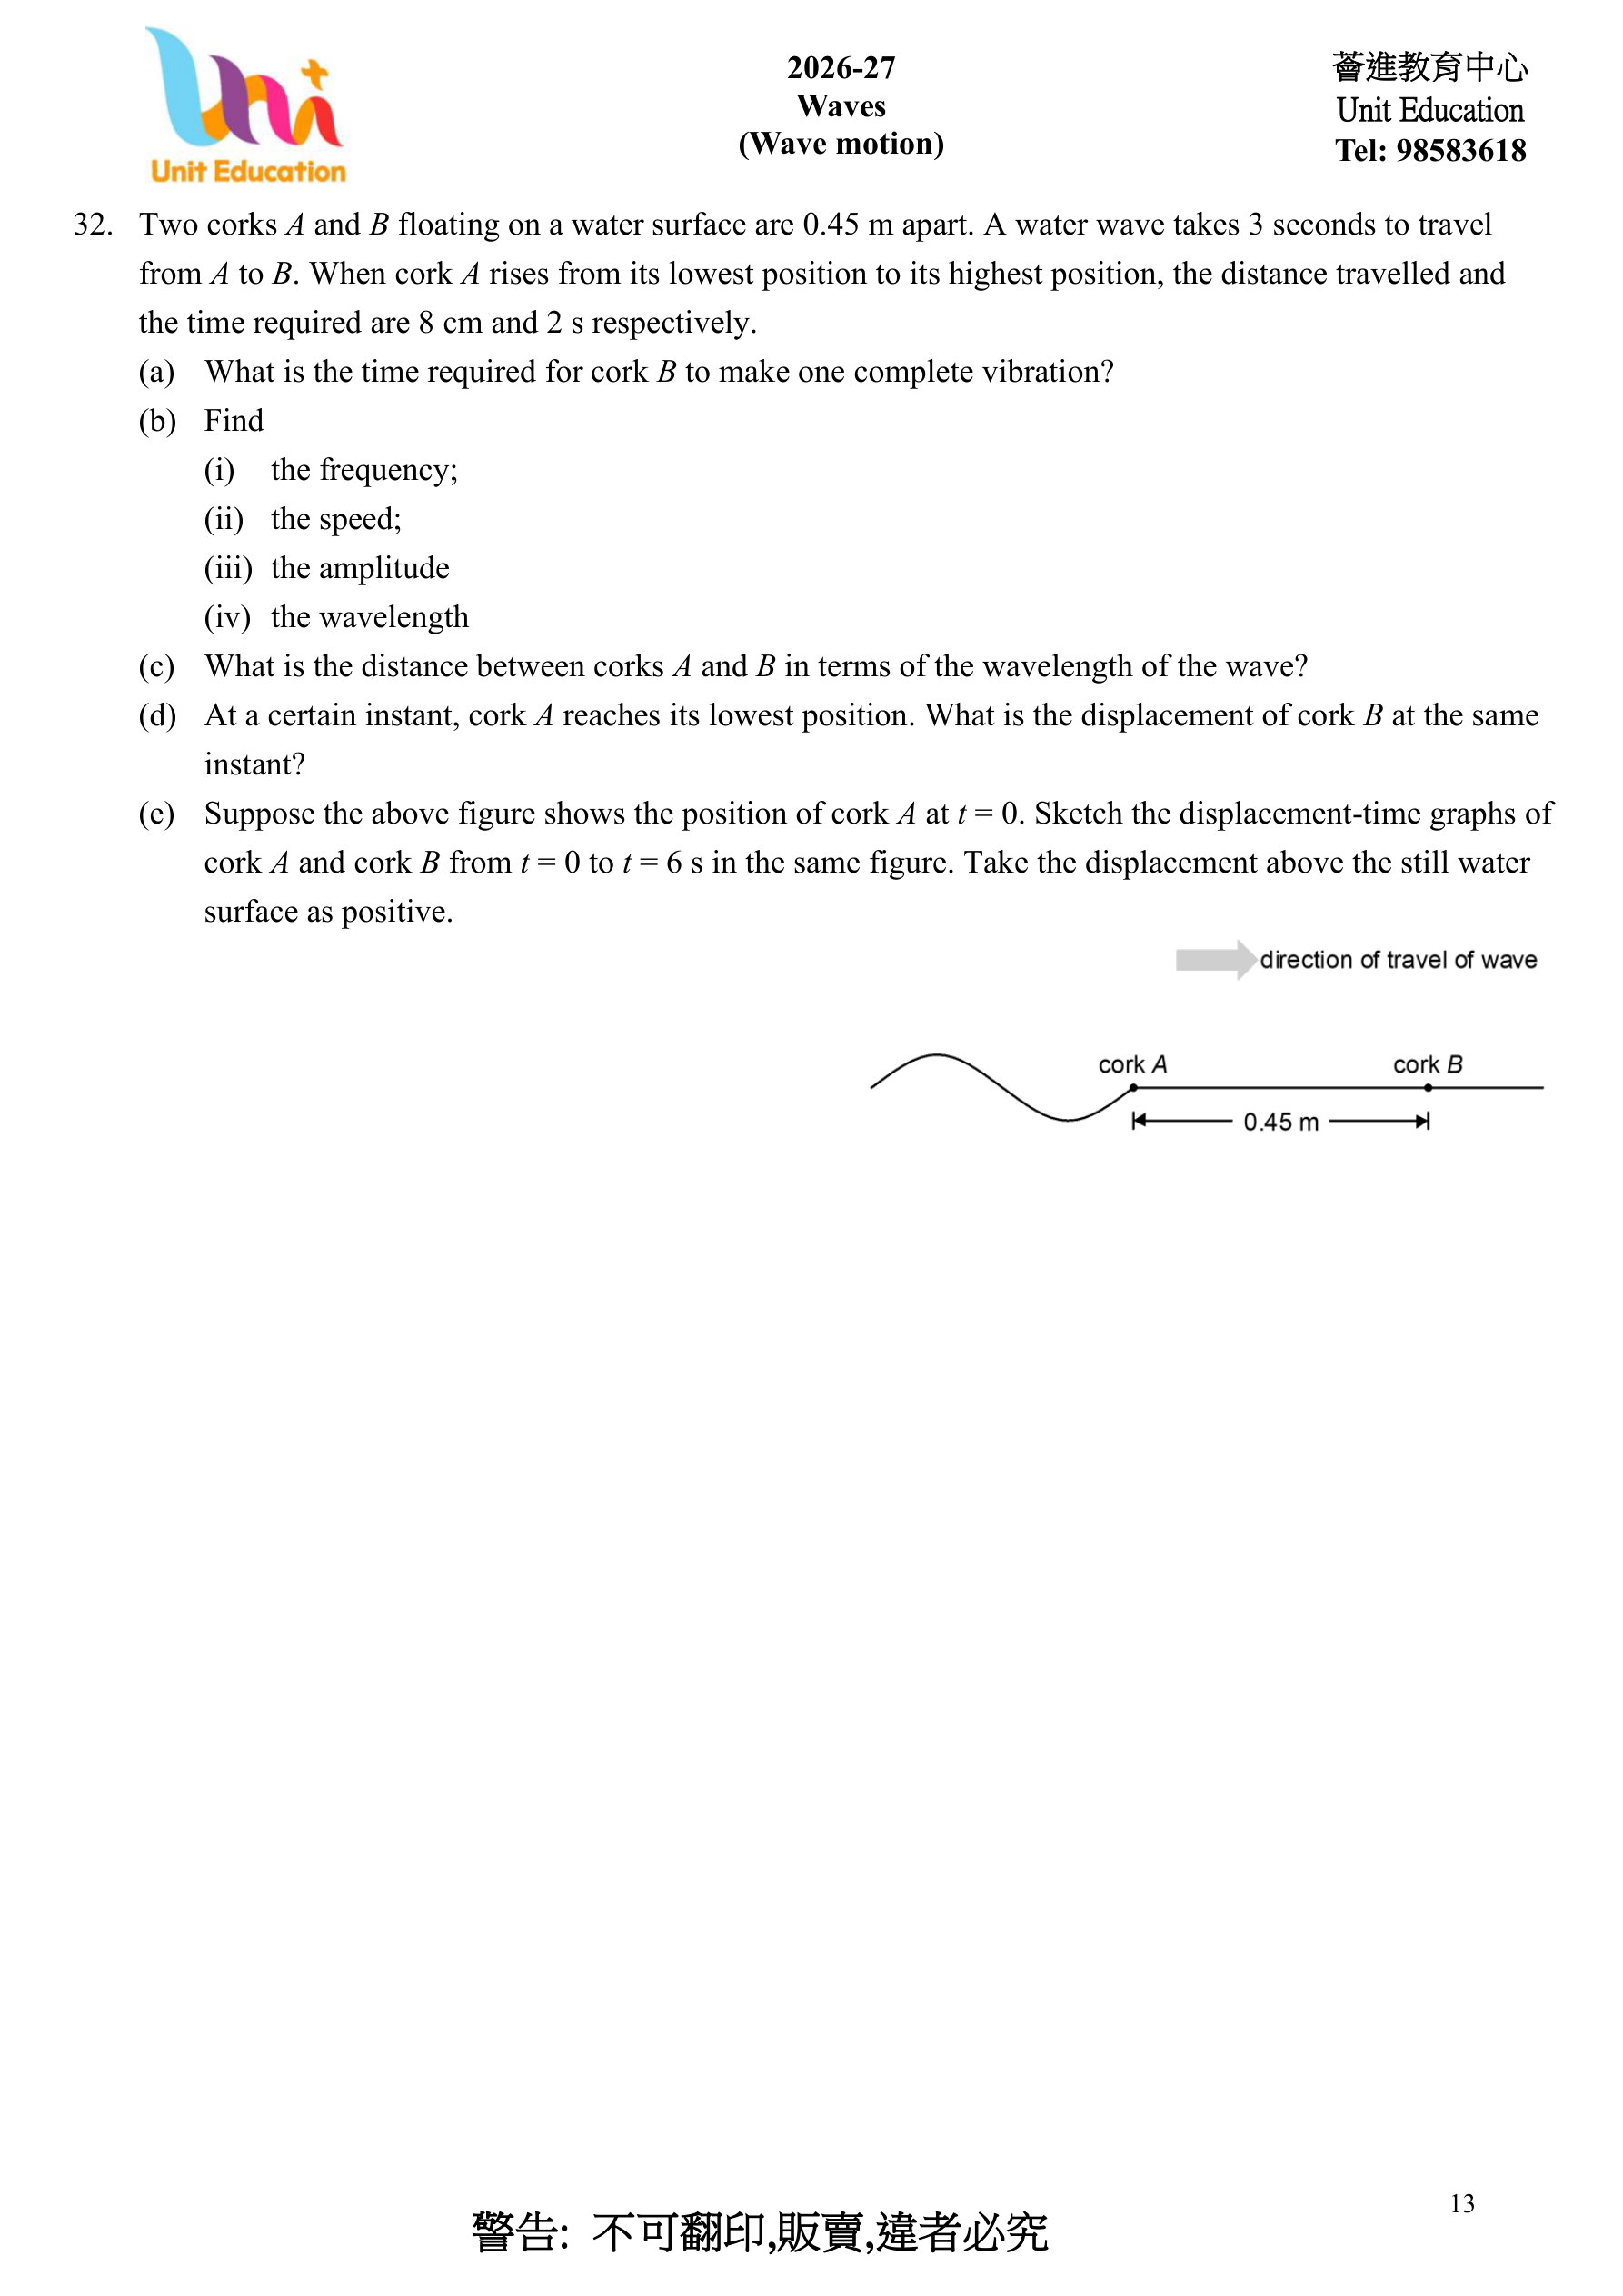 Unit Education
2026-27
Waves
(Wave motion)
薈進教育中心
Unit Education
Tel: 98583618
32. Two corks A and B floating on a water surface are 0.45 m apart. A water wave takes 3 seconds to travel
from A to B. When cork A rises from its lowest position to its highest position, the distance travelled and
the time required are 8 cm and 2 s respectively.
(a) What is the time required for cork B to make one complete vibration?
(b) Find
(i) the frequency;
(ii) the speed;
(iii) the amplitude
(iv) the wavelength
(c) What is the distance between corks A and B in terms of the wavelength of the wave?
(d) At a certain instant, cork A reaches its lowest position. What is the displacement of cork B at the same
instant?
(e) Suppose the above figure shows the position of cork A at t = 0. Sketch the displacement-time graphs of
cork A and cork B from t = 0 to t = 6 s in the same figure. Take the displacement above the still water
surface as positive.
direction of travel of wave
cork A cork B
0.45 m
13
警告: 不可翻印,販賣,違者必究